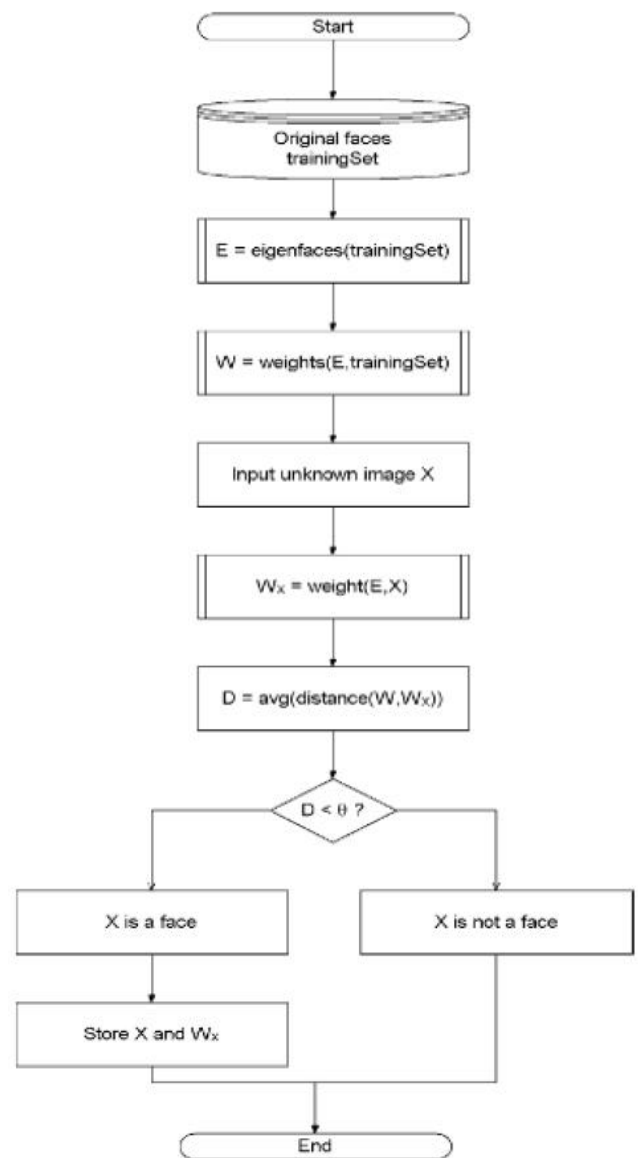 Start
Original faces
trainingSet
E = eigenfaces(trainingSet)
W = weights(E,trainingSet)
Input unknown image X
Wₓ = weight(E,X)
D = avg(distance(W,Wₓ))
D < θ ?
X is a face
X is not a face
Store X and Wₓ
End